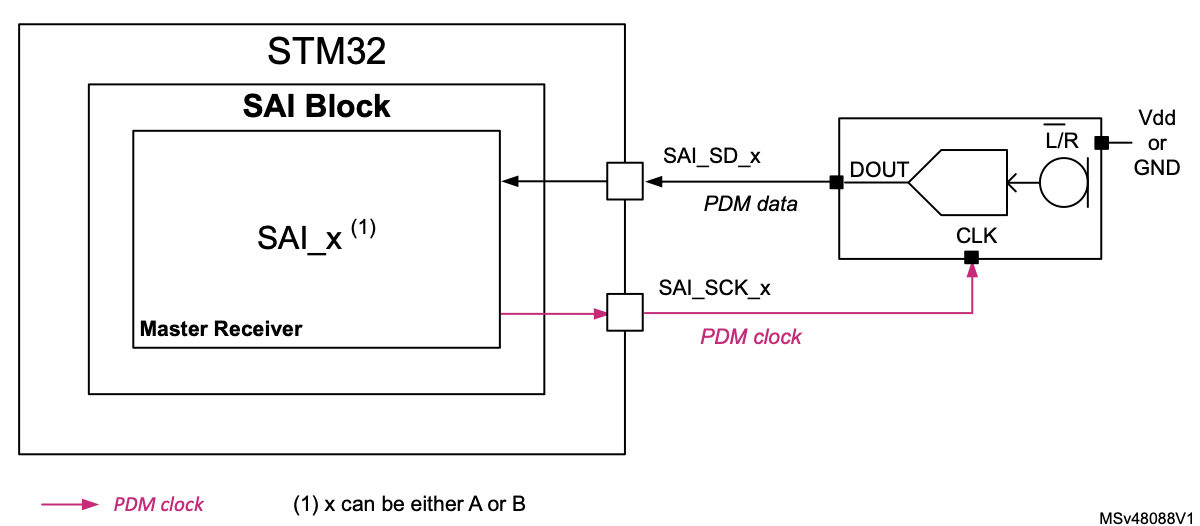 STM32
SAI Block
SAI_x (1)
Master Receiver
SAI_SD_x
PDM data
SAI_SCK_x
PDM clock
DOUT
L/R
CLK
Vdd
or
GND
PDM clock
(1) x can be either A or B
MSv48088V1